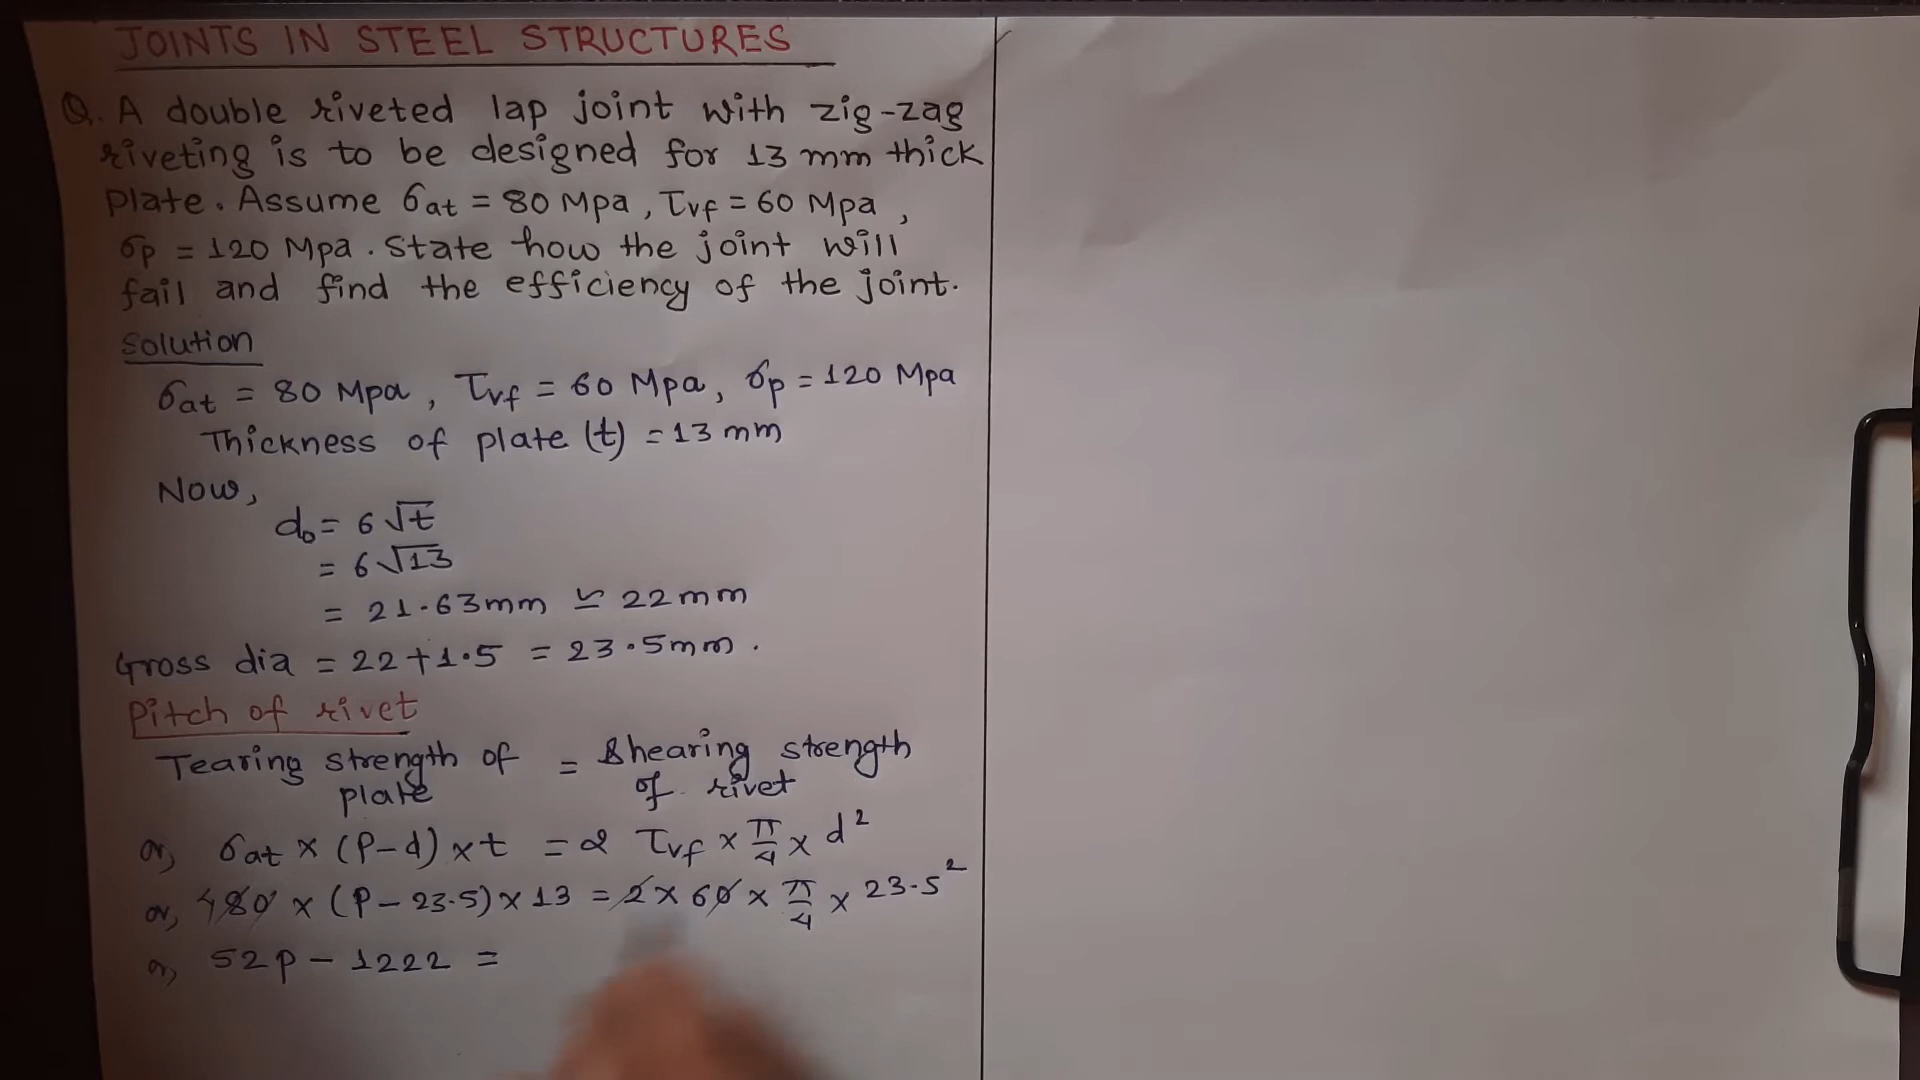 JOINTS IN STEEL STRUCTURES
Q. A double riveted lap joint with zig-zag
riveting is to be designed for 13 mm thick
plate. Assume σat = 80 Mpa, τvf = 60 Mpa,
σp = 120 Mpa. State how the joint will
fail and find the efficiency of the joint.
Solution
σat = 80 Mpa, τvf = 60 Mpa, σp = 120 Mpa
Thickness of plate (t) = 13 mm
Now,
do = 6 √t
= 6 √13
= 21.63mm ≃ 22mm
Gross dia = 22+1.5 = 23.5mm.
Pitch of rivet
Tearing strength of plate = Shearing strength of rivet
or, σat × (P-d) × t = 2 τvf × π/4 × d²
or, 480 × (P-23.5) × 13 = 2 × 60 × π/4 × 23.5²
or, 52p - 1222 =